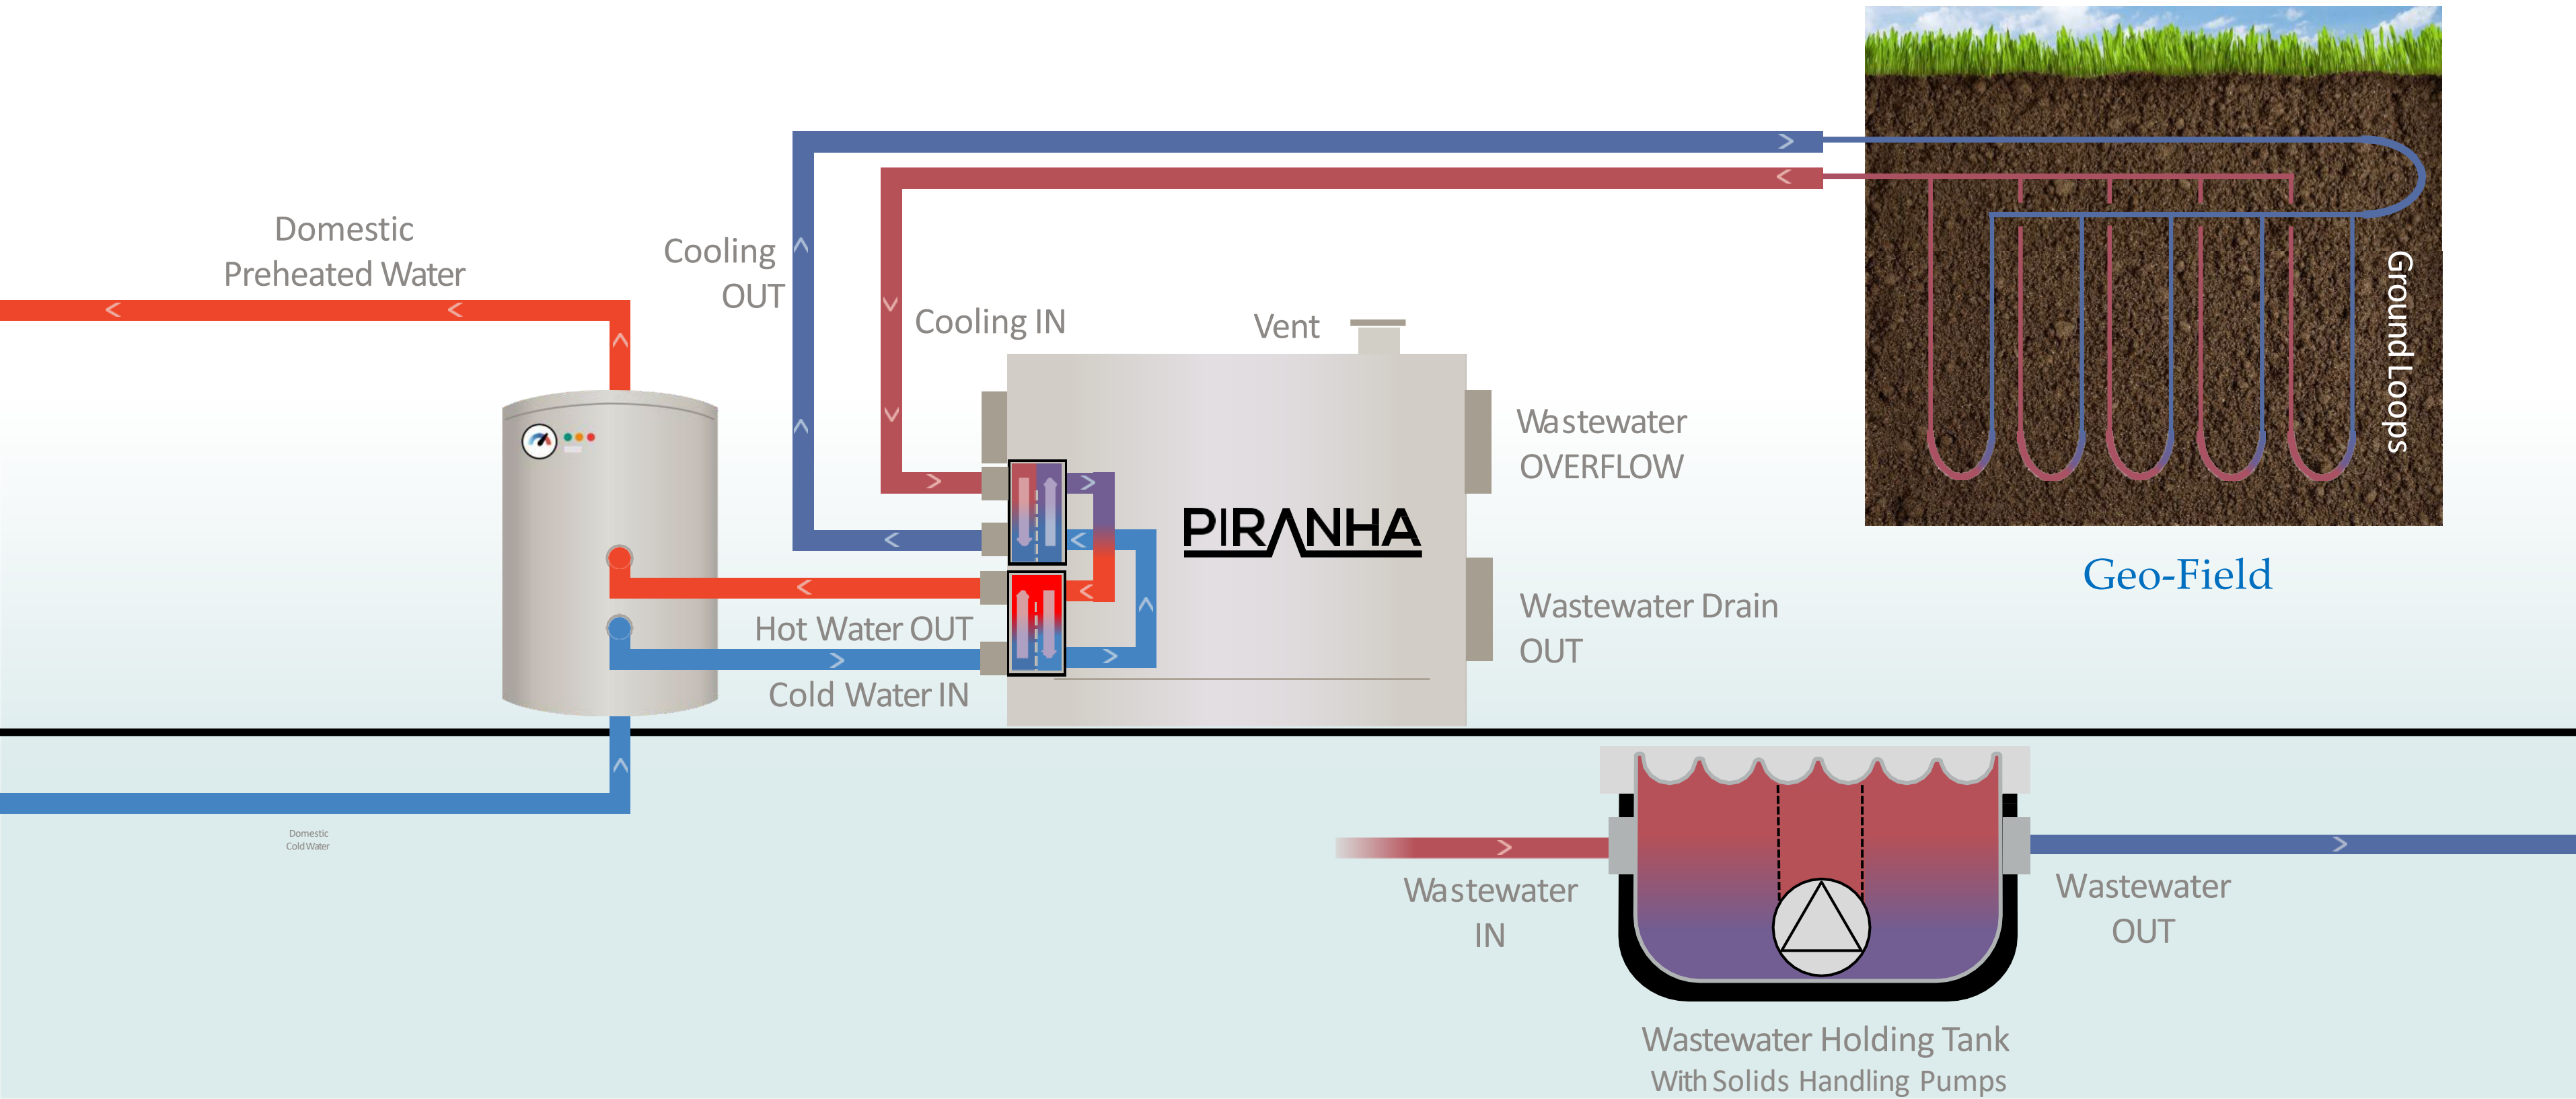 Domestic
Preheated Water
Cooling
OUT
Cooling IN
Vent
Ground Loops
Wastewater
OVERFLOW
PIRANHA
Geo-Field
Hot Water OUT
Wastewater Drain
OUT
Cold Water IN
Domestic
Cold Water
Wastewater
IN
Wastewater
OUT
Wastewater Holding Tank
With Solids Handling Pumps